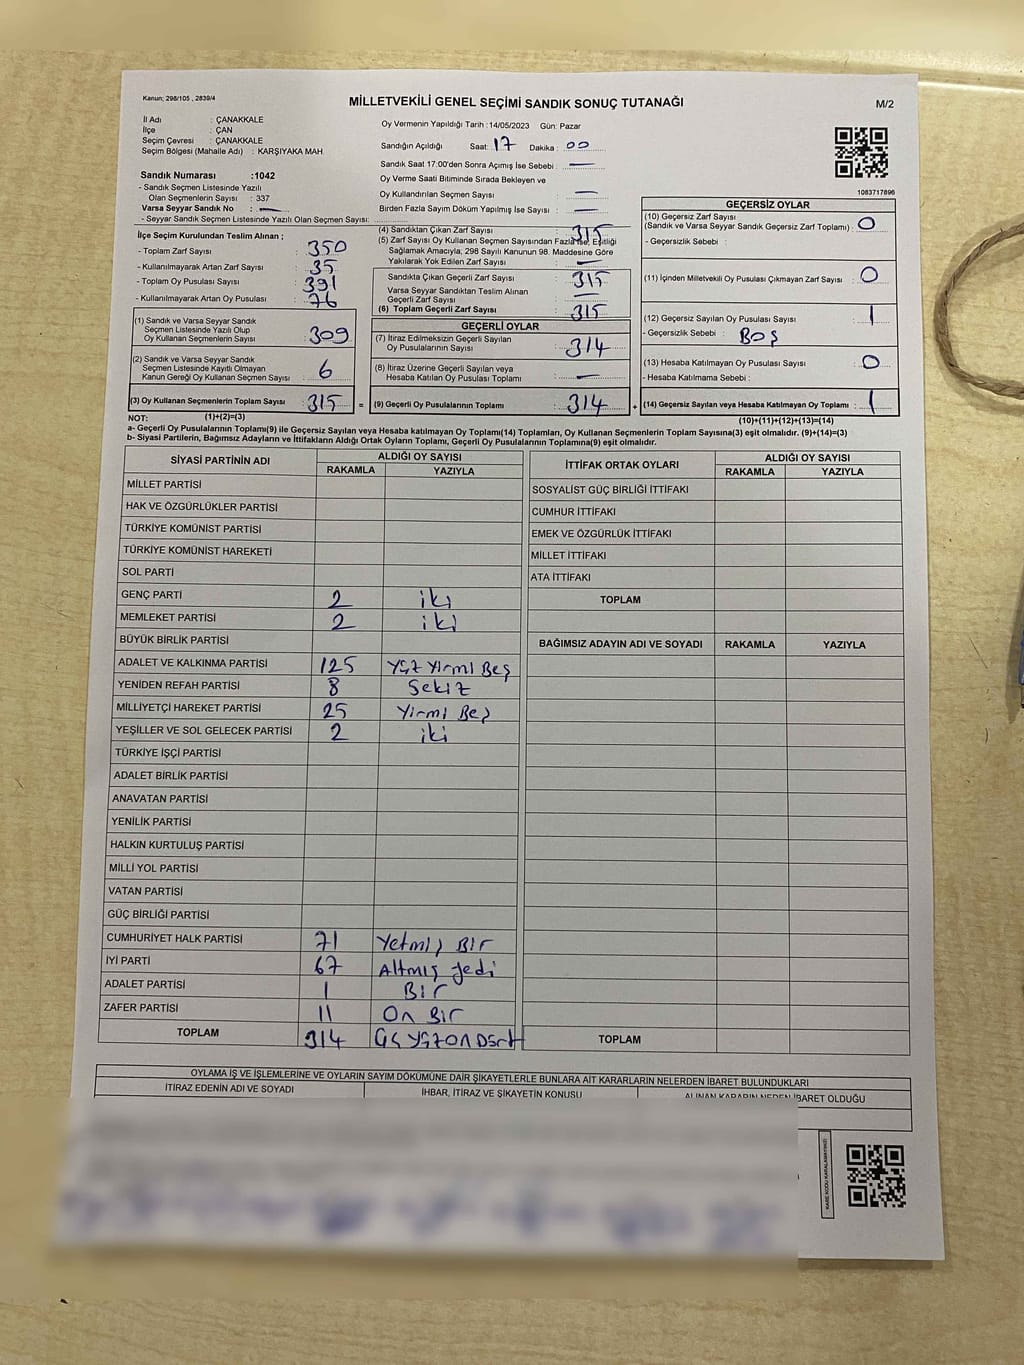 Kanun; 298/105 , 2839/4
MİLLETVEKİLİ GENEL SEÇİMİ SANDIK SONUÇ TUTANAĞI
M/2
İl Adı : ÇANAKKALE
İlçe : ÇAN
Seçim Çevresi : ÇANAKKALE
Seçim Bölgesi (Mahalle Adı) : KARŞIYAKA MAH.
Sandık Numarası :1042
- Sandık Seçmen Listesinde Yazılı
Olan Seçmenlerin Sayısı : 337
Varsa Seyyar Sandık No : —
- Seyyar Sandık Seçmen Listesinde Yazılı Olan Seçmen Sayısı:
Oy Vermenin Yapıldığı Tarih :14/05/2023 Gün: Pazar
Sandığın Açıldığı Saat: 17 Dakika : 00
Sandık Saat 17:00'den Sonra Açımış İse Sebebi : —
Oy Verme Saati Bitiminde Sırada Bekleyen ve
Oy Kullandırılan Seçmen Sayısı : —
Birden Fazla Sayım Döküm Yapılmış İse Sayısı : —
1083717896
İlçe Seçim Kurulundan Teslim Alınan ;
- Toplam Zarf Sayısı : 350
- Kullanılmayarak Artan Zarf Sayısı : 35
- Toplam Oy Pusulası Sayısı : 391
- Kullanılmayarak Artan Oy Pusulası : 76
(1) Sandık ve Varsa Seyyar Sandık
Seçmen Listesinde Yazılı Olup
Oy Kullanan Seçmenlerin Sayısı : 309
(2) Sandık ve Varsa Seyyar Sandık
Seçmen Listesinde Kayıtlı Olmayan
Kanun Gereği Oy Kullanan Seçmen Sayısı : 6
(3) Oy Kullanan Seçmenlerin Toplam Sayısı : 315 =
(1)+(2)=(3)
(4) Sandıktan Çıkan Zarf Sayısı : 315
(5) Zarf Sayısı Oy Kullanan Seçmen Sayısından Fazla ise, Eşitliği
Sağlamak Amacıyla, 298 Sayılı Kanunun 98. Maddesine Göre
Yakılarak Yok Edilen Zarf Sayısı : —
Sandıkta Çıkan Geçerli Zarf Sayısı : 315
Varsa Seyyar Sandıktan Teslim Alınan
Geçerli Zarf Sayısı : —
(6) Toplam Geçerli Zarf Sayısı : 315
GEÇERLİ OYLAR
(7) İtiraz Edilmeksizin Geçerli Sayılan
Oy Pusulalarının Sayısı : 314
(8) İtiraz Üzerine Geçerli Sayılan veya
Hesaba Katılan Oy Pusulası Toplamı : —
(9) Geçerli Oy Pusulalarının Toplamı : 314 +
GEÇERSİZ OYLAR
(10) Geçersiz Zarf Sayısı
(Sandık ve Varsa Seyyar Sandık Geçersiz Zarf Toplamı) : 0
- Geçersizlik Sebebi :
(11) İçinden Milletvekili Oy Pusulası Çıkmayan Zarf Sayısı : 0
(12) Geçersiz Sayılan Oy Pusulası Sayısı : 1
- Geçersizlik Sebebi : Boş
(13) Hesaba Katılmayan Oy Pusulası Sayısı : 0
- Hesaba Katılmama Sebebi :
(14) Geçersiz Sayılan veya Hesaba Katılmayan Oy Toplamı : 1
(10)+(11)+(12)+(13)=(14)
NOT:
a- Geçerli Oy Pusulalarının Toplamı(9) ile Geçersiz Sayılan veya Hesaba katılmayan Oy Toplamı(14) Toplamları, Oy Kullanan Seçmenlerin Toplam Sayısına(3) eşit olmalıdır. (9)+(14)=(3)
b- Siyasi Partilerin, Bağımsız Adayların ve İttifakların Aldığı Ortak Oyların Toplamı, Geçerli Oy Pusulalarının Toplamına(9) eşit olmalıdır.
SİYASİ PARTİNİN ADI ALDIĞI OY SAYISI
RAKAMLA YAZIYLA
MİLLET PARTİSİ
HAK VE ÖZGÜRLÜKLER PARTİSİ
TÜRKİYE KOMÜNİST PARTİSİ
TÜRKİYE KOMÜNİST HAREKETİ
SOL PARTİ
GENÇ PARTİ 2 iki
MEMLEKET PARTİSİ 2 iki
BÜYÜK BİRLİK PARTİSİ
ADALET VE KALKINMA PARTİSİ 125 Yüz Yirmi Beş
YENİDEN REFAH PARTİSİ 8 Sekiz
MİLLİYETÇİ HAREKET PARTİSİ 25 Yirmi Beş
YEŞİLLER VE SOL GELECEK PARTİSİ 2 iki
TÜRKİYE İŞÇİ PARTİSİ
ADALET BİRLİK PARTİSİ
ANAVATAN PARTİSİ
YENİLİK PARTİSİ
HALKIN KURTULUŞ PARTİSİ
MİLLİ YOL PARTİSİ
VATAN PARTİSİ
GÜÇ BİRLİĞİ PARTİSİ
CUMHURİYET HALK PARTİSİ 71 Yetmiş Bir
İYİ PARTİ 67 Altmış Yedi
ADALET PARTİSİ 1 Bir
ZAFER PARTİSİ 11 On Bir
TOPLAM 314 Üç Yüz On Dört
İTTİFAK ORTAK OYLARI ALDIĞI OY SAYISI
RAKAMLA YAZIYLA
SOSYALİST GÜÇ BİRLİĞİ İTTİFAKI
CUMHUR İTTİFAKI
EMEK VE ÖZGÜRLÜK İTTİFAKI
MİLLET İTTİFAKI
ATA İTTİFAKI
TOPLAM
BAĞIMSIZ ADAYIN ADI VE SOYADI RAKAMLA YAZIYLA
TOPLAM
OYLAMA İŞ VE İŞLEMLERİNE VE OYLARIN SAYIM DÖKÜMÜNE DAİR ŞİKAYETLERLE BUNLARA AİT KARARLARIN NELERDEN İBARET BULUNDUKLARI
İTİRAZ EDENİN ADI VE SOYADI İHBAR, İTİRAZ VE ŞİKAYETİN KONUSU ALINAN KARARIN NEDEN İBARET OLDUĞU
KARE KODU KARALAMAYINIZ